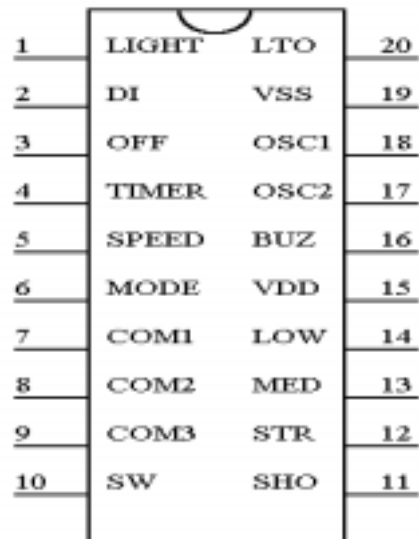 1 LIGHT LTO 20
2 DI VSS 19
3 OFF OSC1 18
4 TIMER OSC2 17
5 SPEED BUZ 16
6 MODE VDD 15
7 COM1 LOW 14
8 COM2 MED 13
9 COM3 STR 12
10 SW SHO 11